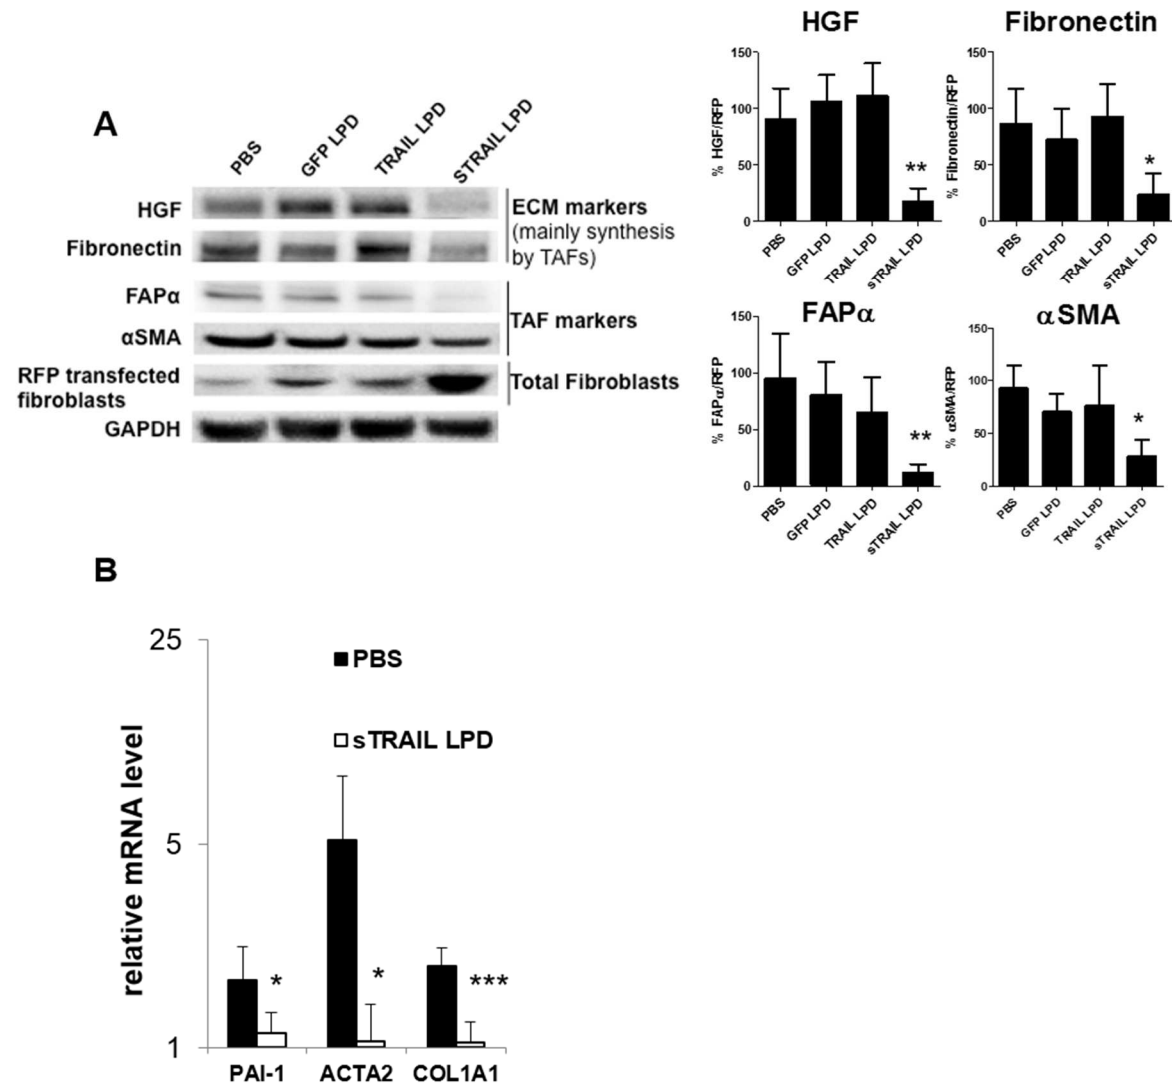 A
PBS
GFP LPD
TRAIL LPD
STRAIL LPD
HGF
Fibronectin
FAPα
αSMA
RFP transfected
fibroblasts
GAPDH
ECM markers
(mainly synthesis
by TAFs)
TAF markers
Total Fibroblasts
HGF
% HGF/RFP
150
100
50
0
**
PBS
GFP LPD
TRAIL LPD
sTRAIL LPD
Fibronectin
% Fibronectin/RFP
150
100
50
0
*
PBS
GFP LPD
TRAIL LPD
sTRAIL LPD
FAPα
% FAPα/RFP
150
100
50
0
**
PBS
GFP LPD
TRAIL LPD
sTRAIL LPD
αSMA
% αSMA/RFP
150
100
50
0
*
PBS
GFP LPD
TRAIL LPD
sTRAIL LPD
B
relative mRNA level
25
5
1
PBS
sTRAIL LPD
*
*
***
PAI-1
ACTA2
COL1A1